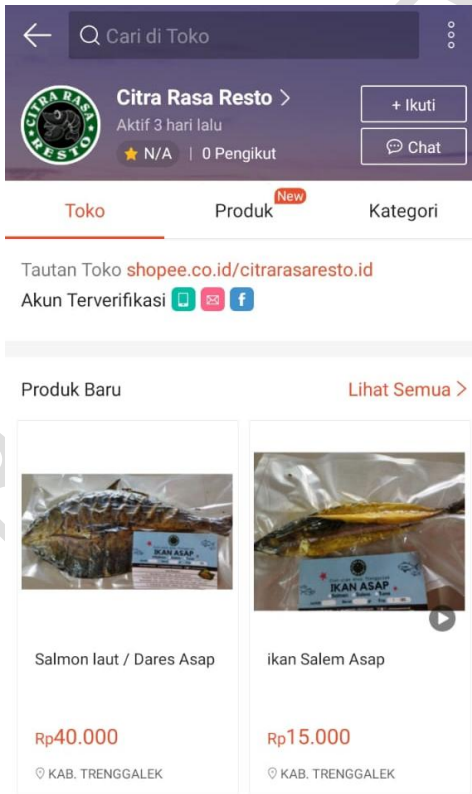 Cari di Toko
CITRA RASA
RESTO
Citra Rasa Resto >
Aktif 3 hari lalu
N/A | 0 Pengikut
+ Ikuti
Chat
Toko
Produk
New
Kategori
Tautan Toko shopee.co.id/citrarasaresto.id
Akun Terverifikasi
Produk Baru
Lihat Semua >
IKAN ASAP
IKAN ASAP
Salmon laut / Dares Asap
ikan Salem Asap
Rp40.000
Rp15.000
KAB. TRENGGALEK
KAB. TRENGGALEK